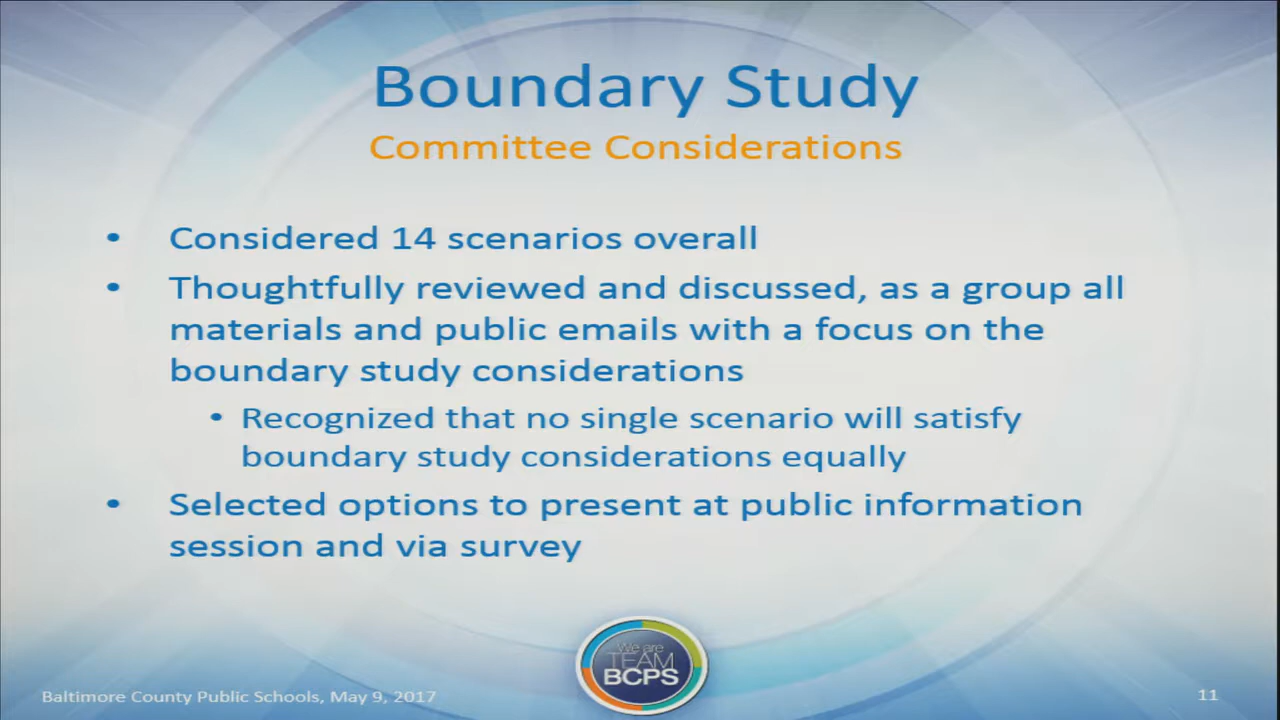 Boundary Study
Committee Considerations
• Considered 14 scenarios overall
• Thoughtfully reviewed and discussed, as a group all
materials and public emails with a focus on the
boundary study considerations
• Recognized that no single scenario will satisfy
boundary study considerations equally
• Selected options to present at public information
session and via survey
We are
TEAM
BCPS
Baltimore County Public Schools, May 9, 2017
11